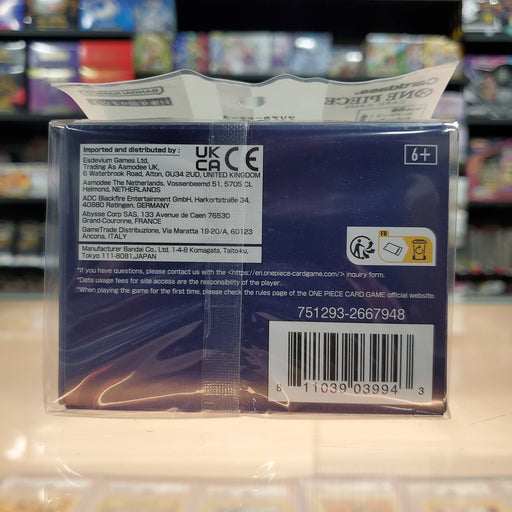 Carddass
ONE PIECE
BANDAI NAMCO
Imported and distributed by :
Esdevium Games Ltd,
Trading As Asmodee UK,
6 Waterbrook Road, Alton, GU34 2UD, UNITED KINGDOM
Asmodee The Netherlands, Vossenbeemd 51, 5705 CL
Helmond, NETHERLANDS
ADC Blackfire Entertainment GmbH, Harkortstraße 34,
40880 Ratingen, GERMANY
Abysse Corp SAS, 133 Avenue de Caen 76530
Grand-Couronne, FRANCE
GameTrade Distribuzione, Via Maratta 18-20/A, 60123
Ancona, ITALY
Manufacturer Bandai Co., Ltd. 1-4-8 Komagata, Taito-ku,
Tokyo 111-8081,JAPAN
UK
CA CE
6+
FR
*If you have questions, please contact us with the <https://en.onepiece-cardgame.com/> inquiry form.
*Data usage fees for site access are the responsibility of the player.
*When playing the game for the first time, please check the rules page of the ONE PIECE CARD GAME official website.
751293-2667948
8 11039 03994 3